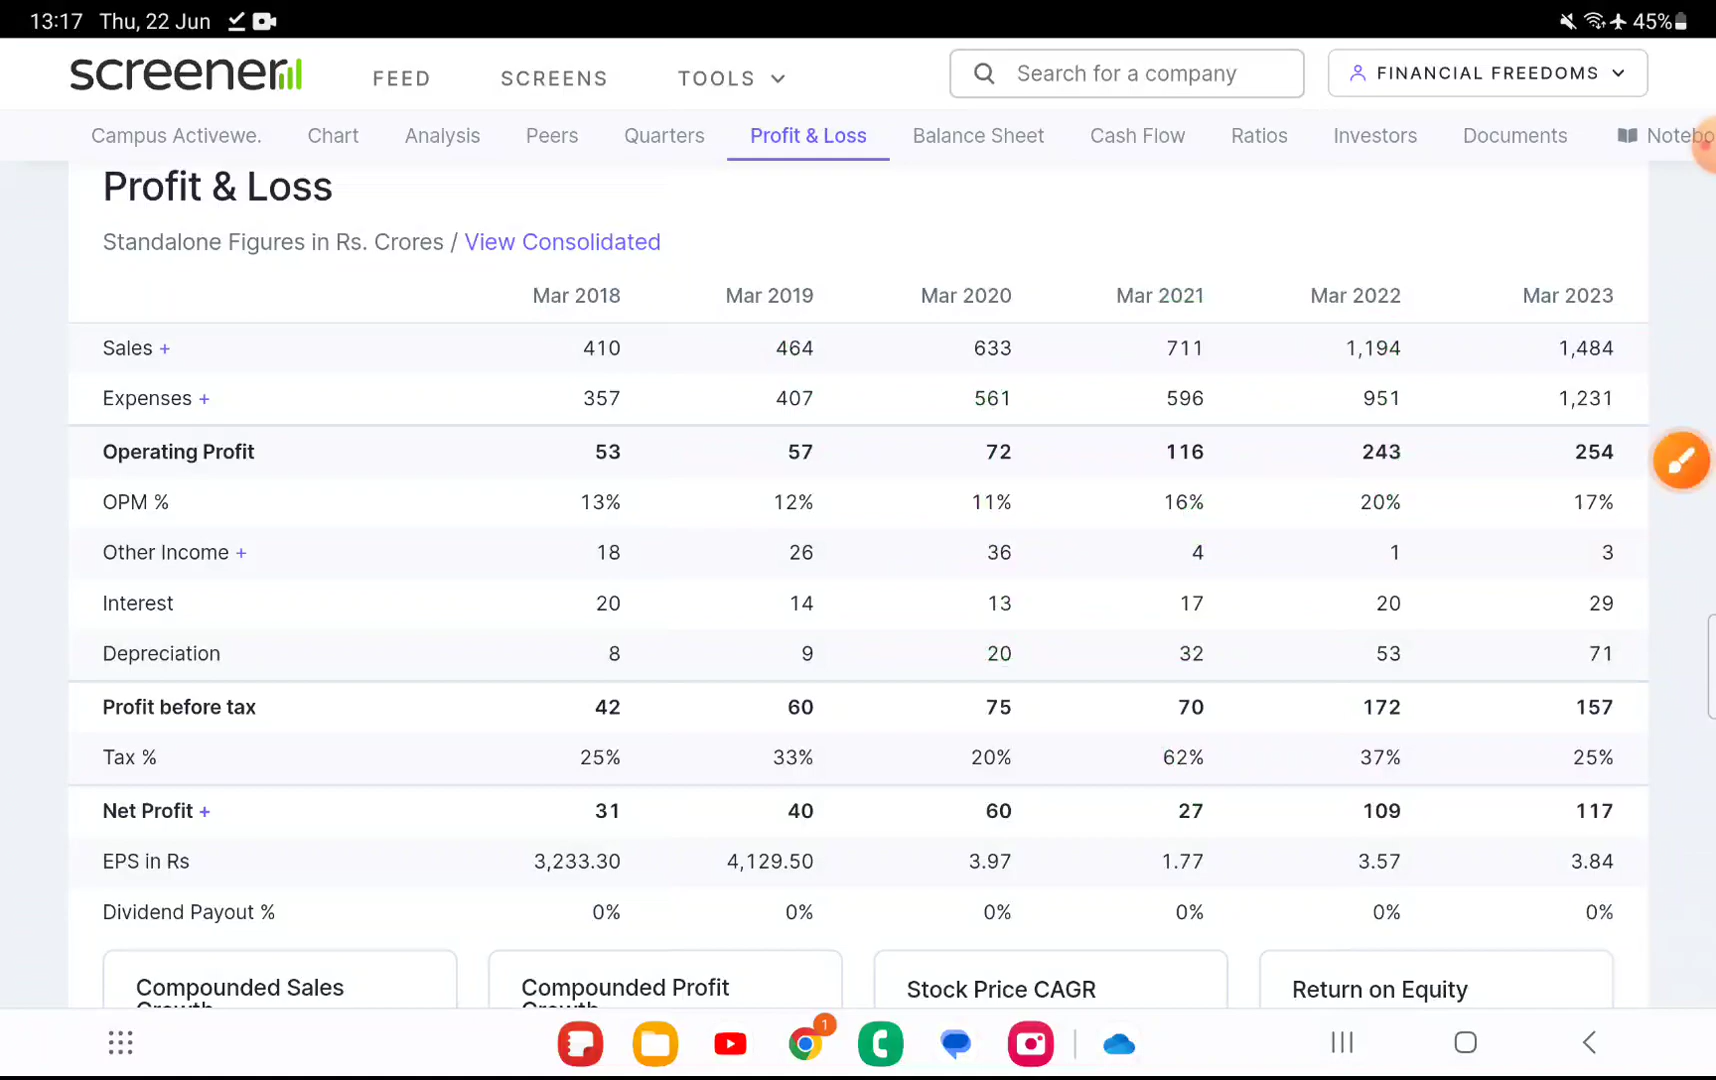 13:17 Thu, 22 Jun 45%
screener FEED SCREENS TOOLS Search for a company FINANCIAL FREEDOMS
Campus Activewe. Chart Analysis Peers Quarters Profit & Loss Balance Sheet Cash Flow Ratios Investors Documents Notebo
Profit & Loss
Standalone Figures in Rs. Crores / View Consolidated
Mar 2018 Mar 2019 Mar 2020 Mar 2021 Mar 2022 Mar 2023
Sales + 410 464 633 711 1,194 1,484
Expenses + 357 407 561 596 951 1,231
Operating Profit 53 57 72 116 243 254
OPM % 13% 12% 11% 16% 20% 17%
Other Income + 18 26 36 4 1 3
Interest 20 14 13 17 20 29
Depreciation 8 9 20 32 53 71
Profit before tax 42 60 75 70 172 157
Tax % 25% 33% 20% 62% 37% 25%
Net Profit + 31 40 60 27 109 117
EPS in Rs 3,233.30 4,129.50 3.97 1.77 3.57 3.84
Dividend Payout % 0% 0% 0% 0% 0% 0%
Compounded Sales Growth Compounded Profit Growth Stock Price CAGR Return on Equity
1